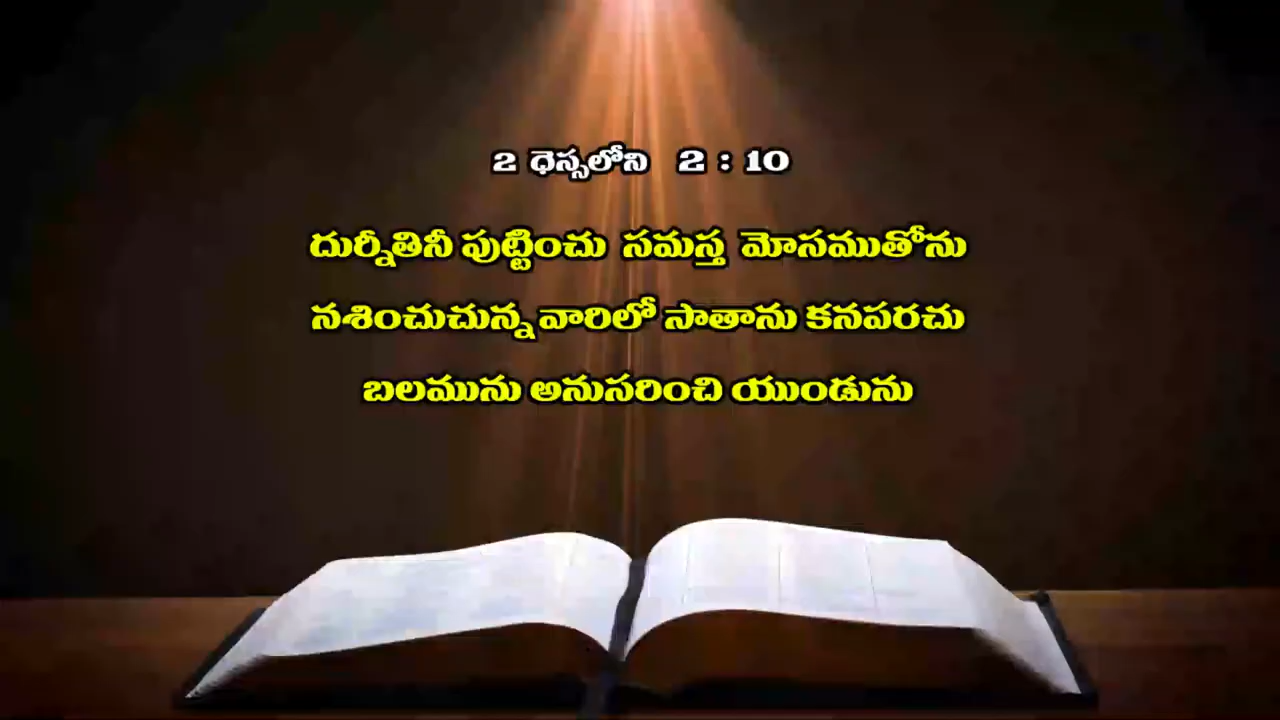 2 ధెస్సలోని 2 : 10
దుర్నీతినీ పుట్టించు సమస్త మోసముతోను
నశించుచున్న వారిలో సాతాను కనపరచు
బలమును అనుసరించి యుండును